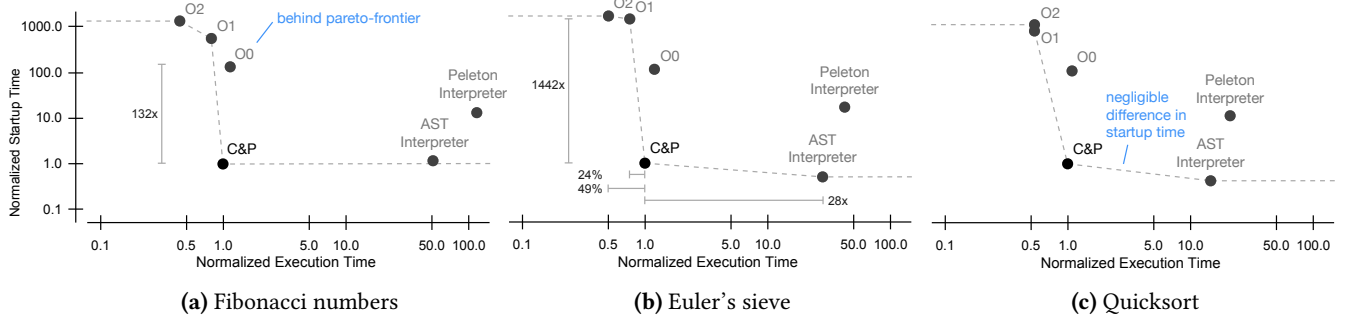 Normalized Startup Time
1000.0
100.0
10.0
1.0
0.1
O2
O1
behind pareto-frontier
O0
132x
Peleton
Interpreter
AST
Interpreter
C&P
0.1
0.5
1.0
5.0
10.0
50.0
100.0
Normalized Execution Time
(a) Fibonacci numbers
O2
O1
O0
1442x
Peleton
Interpreter
AST
Interpreter
C&P
24%
49%
28x
0.1
0.5
1.0
5.0
10.0
50.0
100.0
Normalized Execution Time
(b) Euler's sieve
O2
O1
O0
Peleton
Interpreter
negligible
difference in
startup time
AST
Interpreter
C&P
0.1
0.5
1.0
5.0
10.0
50.0
100.0
Normalized Execution Time
(c) Quicksort